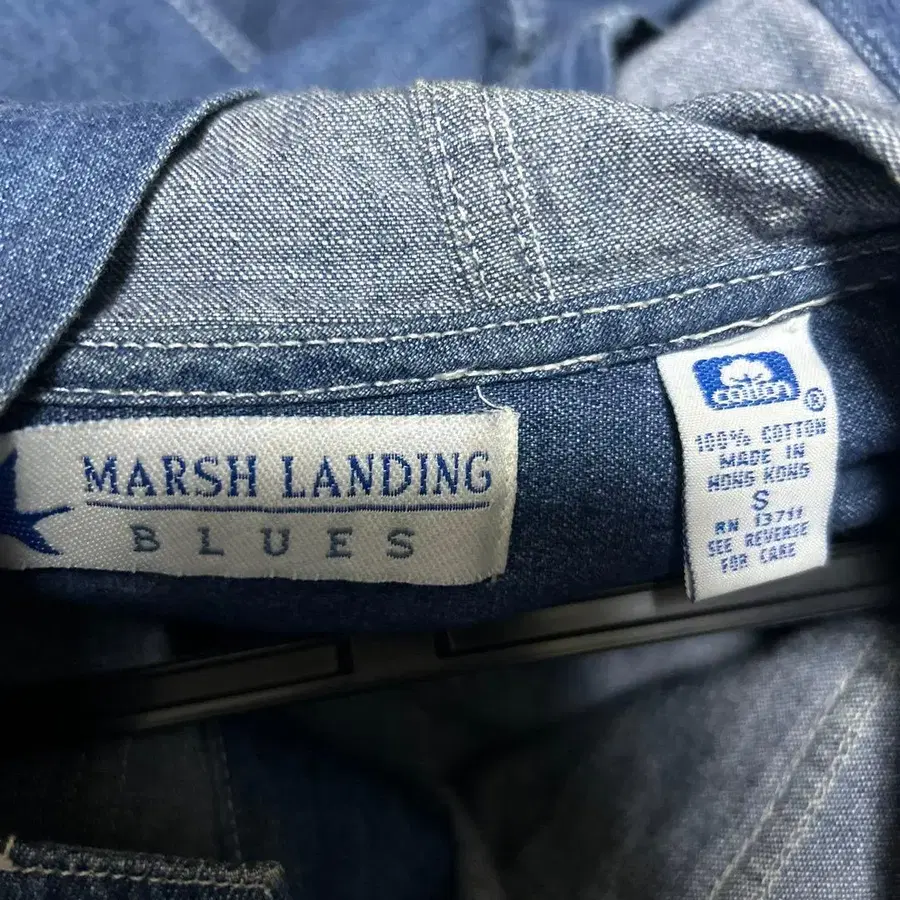 MARSH LANDING
BLUES
cotton ®
100% COTTON
MADE IN
HONG KONG
S
RN 13711
SEE REVERSE
FOR CARE